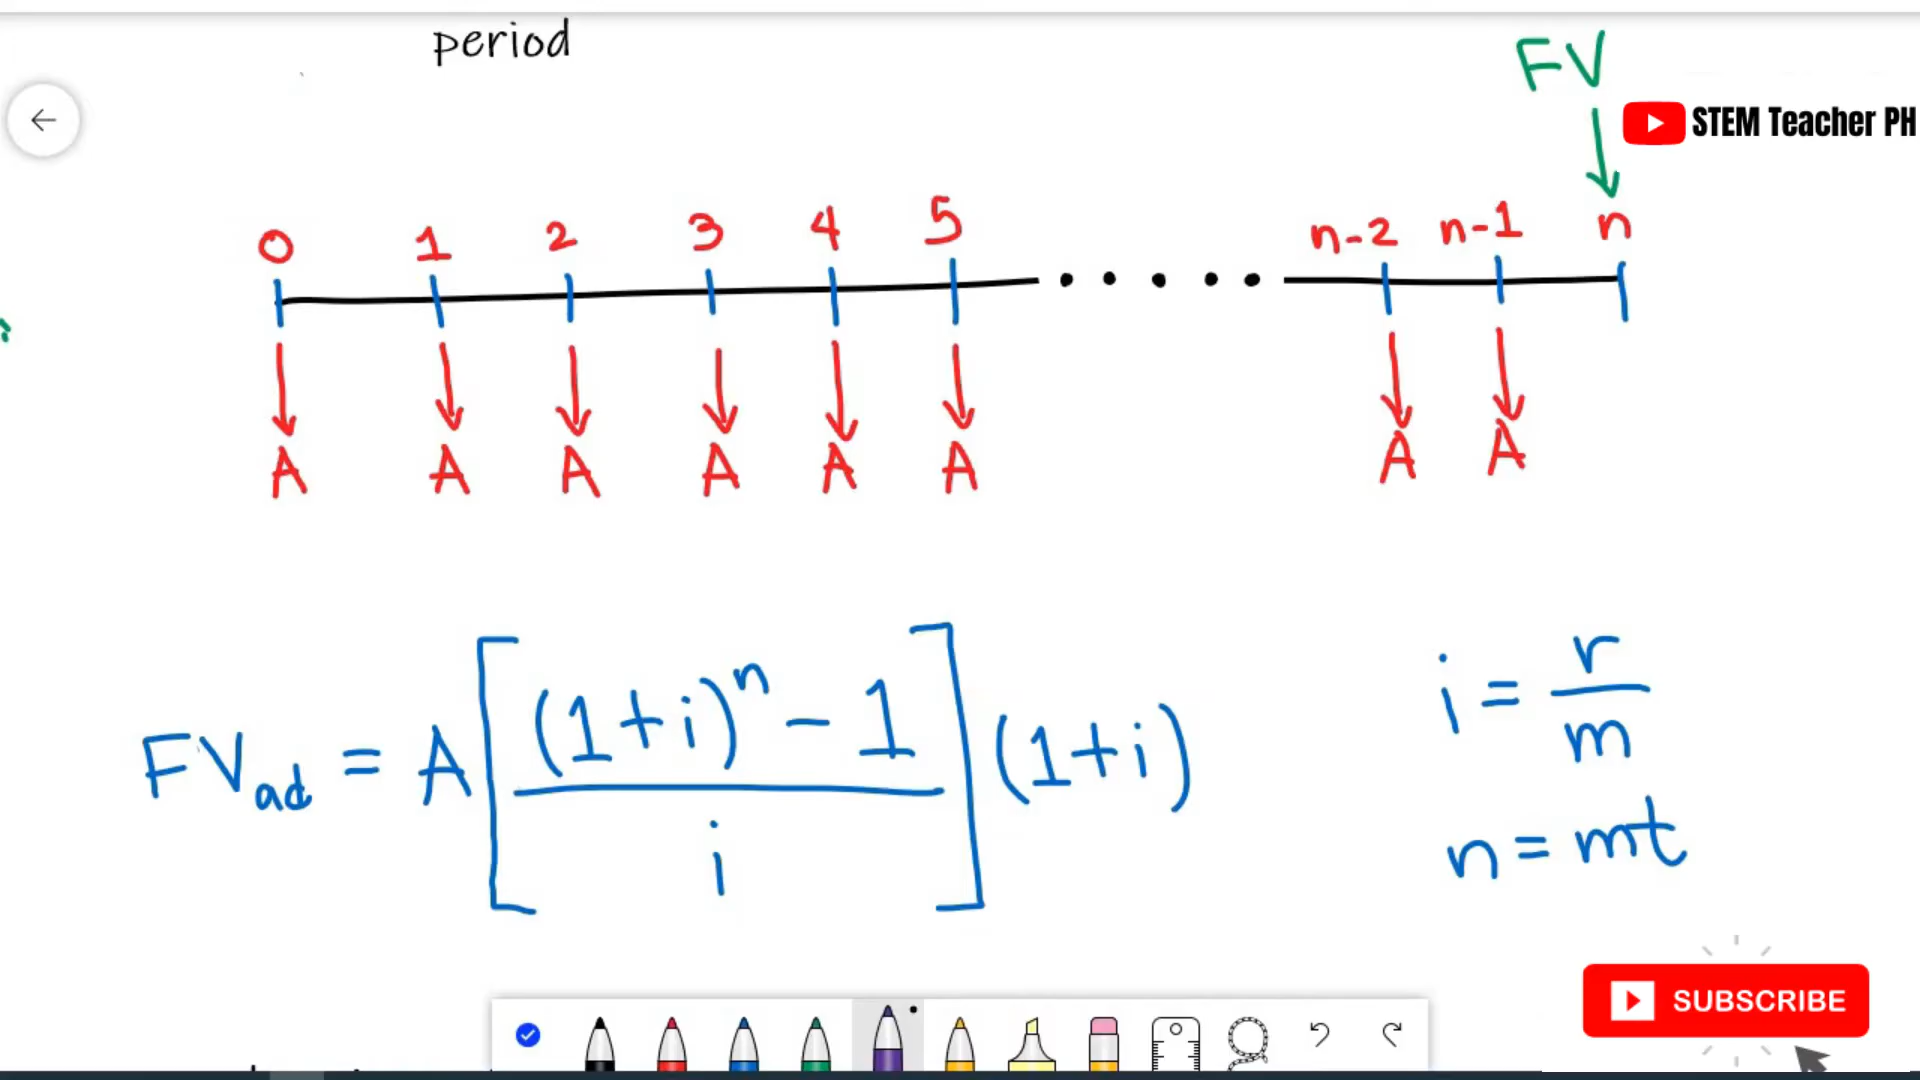 period
FV
STEM Teacher PH
0 1 2 3 4 5 n-2 n-1 n
A A A A A A A A
FVad = A[((1+i)^n - 1)/i](1+i)
i = r/m
n = mt
SUBSCRIBE